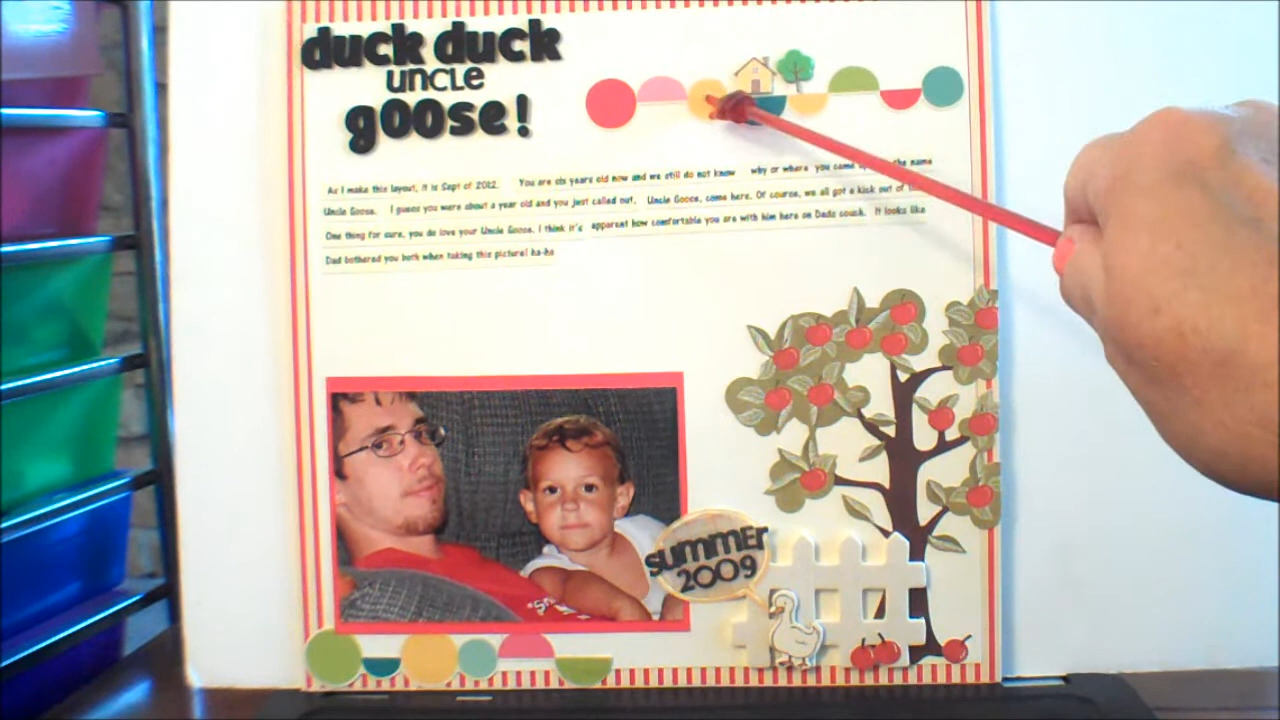 duck duck
uncle
goose!
As I make this layout, it is Sept of 2012. You are six years old now and we still do not know why or where you came the name
Uncle Goose. I guess you were about a year old and you just called out, Uncle Goose, come here. Of course, we all got a kick out of
One thing for sure, you do love your Uncle Goose. I think it's apparent how comfortable you are with him here on Dads couch. It looks like
Dad bothered you both when taking this picture! ha-ha
summer
2009